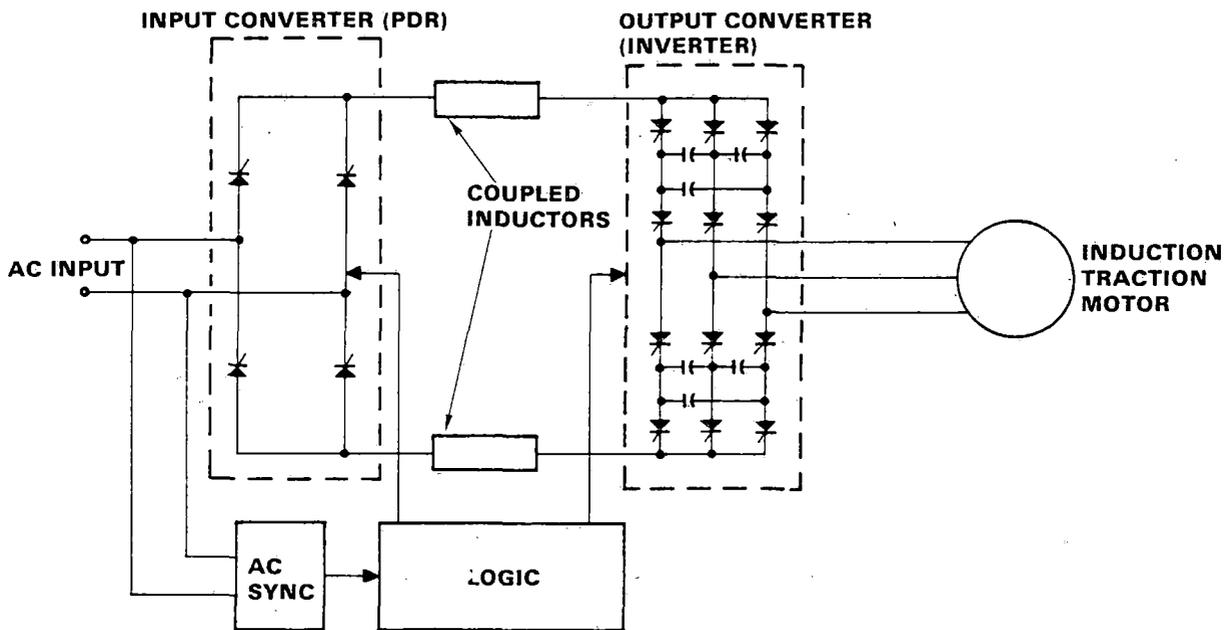 INPUT CONVERTER (PDR)
OUTPUT CONVERTER
(INVERTER)
COUPLED
INDUCTORS
AC INPUT
INDUCTION
TRACTION
MOTOR
AC
SYNC
LOGIC